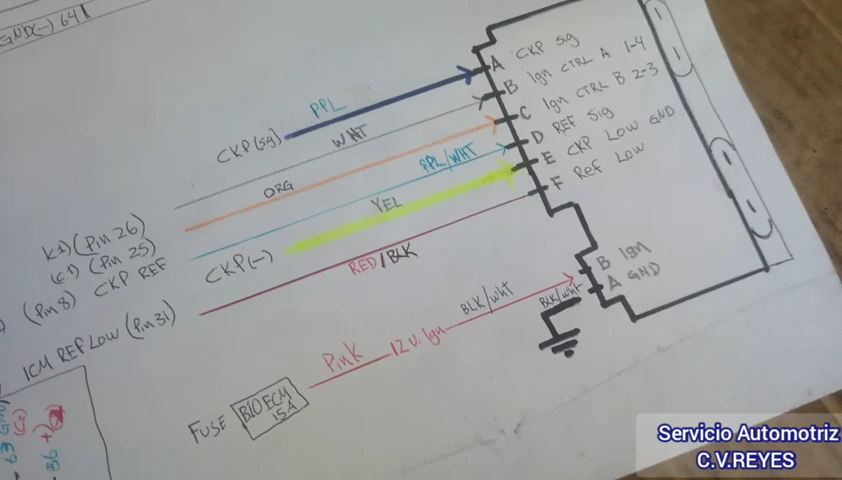 GND(-) 64
A CKP sig
B Ign CTRL A 1-4
C Ign CTRL B 2-3
D REF sig
E CKP Low GND
F Ref Low
B Ign
A GND
PPL
CKP(sg)
WHT
ORG
PPL/WHT
YEL
(Pin 26)
(Pin 25)
(Pin 8) CKP REF
CKP(-)
RED/BLK
ICM REF LOW (Pin 31)
BLK/wht
BLK/wht
Pink 12v. Ign
FUSE
ECM
15A
Servicio Automotriz
C.V.REYES